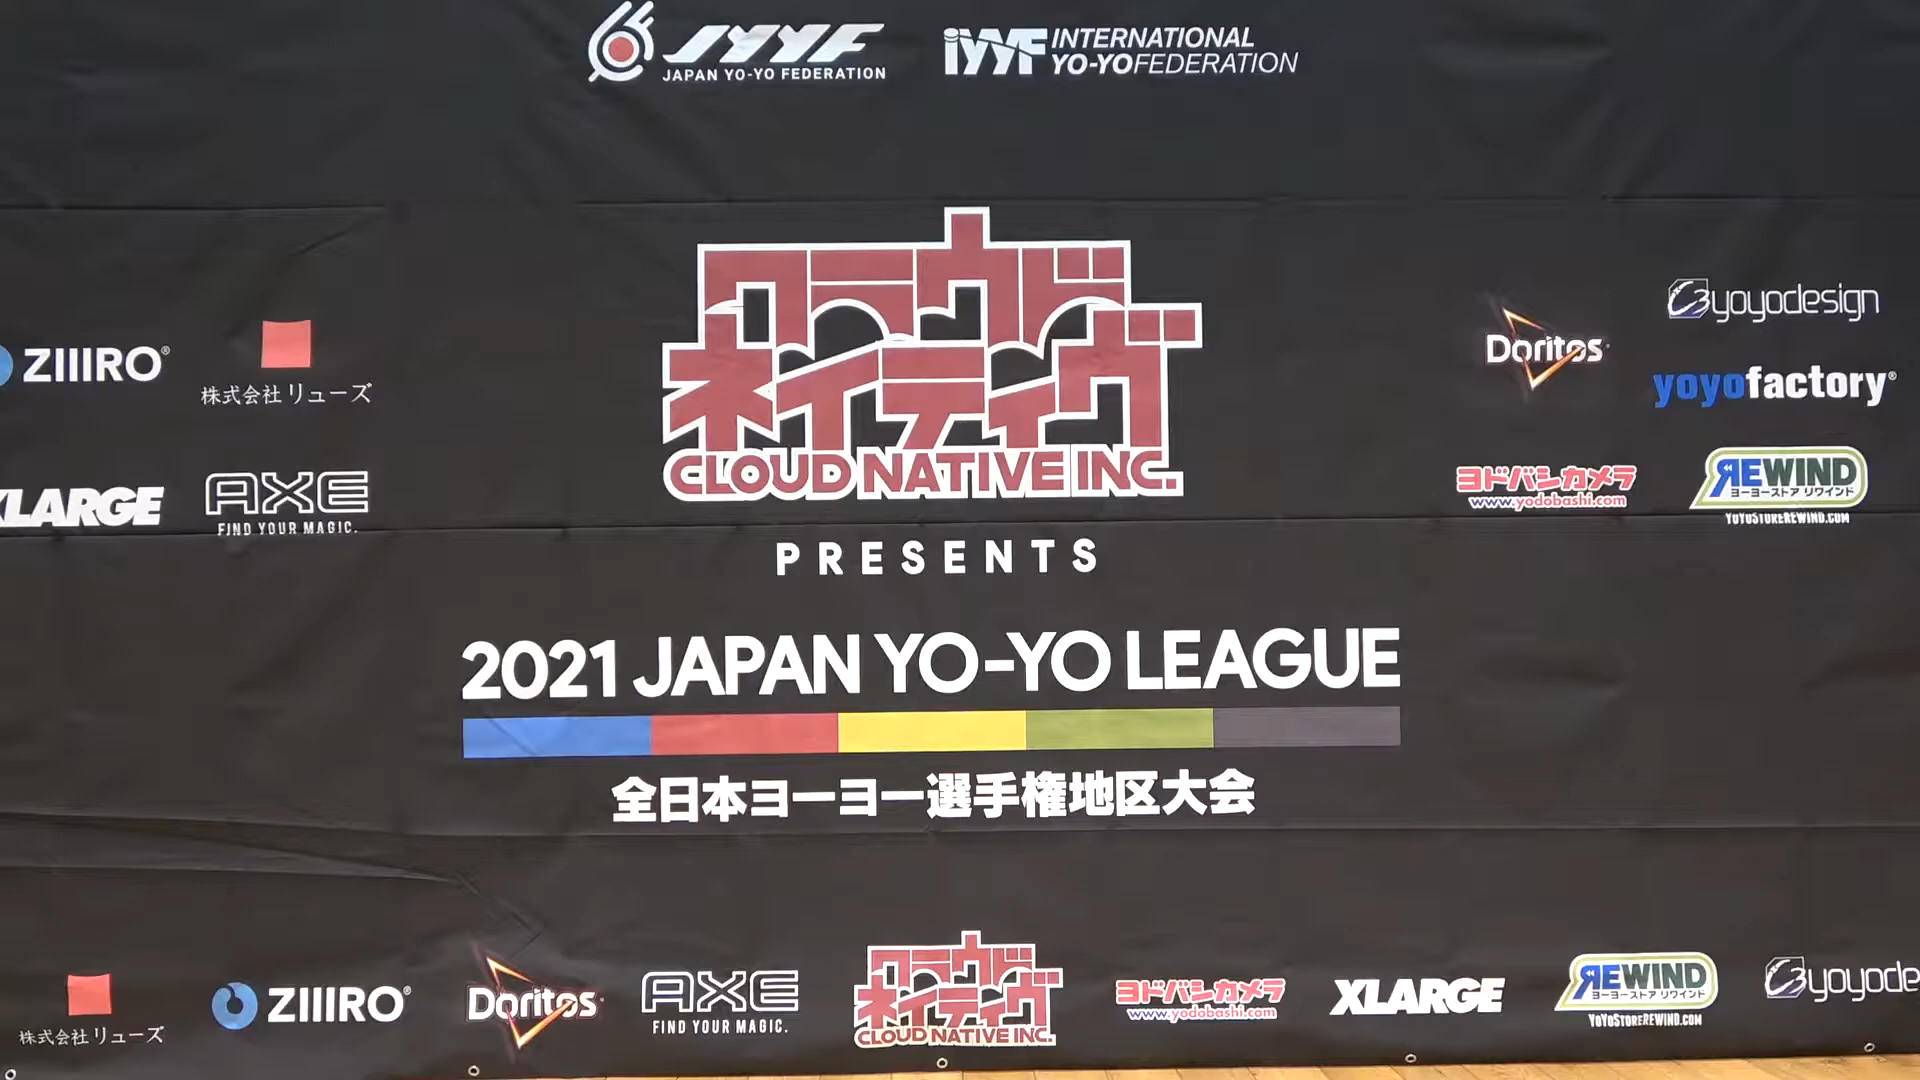 JYYF
JAPAN YO-YO FEDERATION
iYYF INTERNATIONAL
YO-YOFEDERATION
クラウド
ネイティヴ
CLOUD NATIVE INC.
PRESENTS
2021 JAPAN YO-YO LEAGUE
全日本ヨーヨー選手権地区大会
ZIIIRO®
株式会社リューズ
XLARGE
AXE
FIND YOUR MAGIC.
Doritos
yoyodesign
yoyofactory®
ヨドバシカメラ
www.yodobashi.com
REWIND
ヨーヨーストア リワインド
YOYOSTOREREWIND.COM
株式会社リューズ
ZIIIRO®
Doritos
AXE
FIND YOUR MAGIC.
クラウド
ネイティヴ
CLOUD NATIVE INC.
ヨドバシカメラ
www.yodobashi.com
XLARGE
REWIND
ヨーヨーストア リワインド
YOYOSTOREREWIND.COM
yoyode